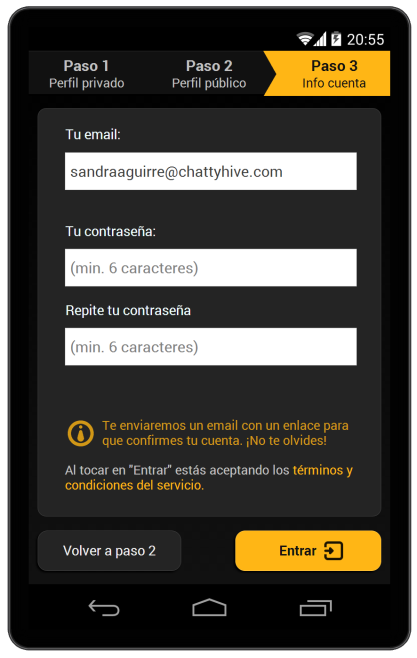 20:55
Paso 1
Perfil privado
Paso 2
Perfil público
Paso 3
Info cuenta
Tu email:
sandraaguirre@chattyhive.com
Tu contraseña:
(min. 6 caracteres)
Repite tu contraseña
(min. 6 caracteres)
Te enviaremos un email con un enlace para
que confirmes tu cuenta. ¡No te olvides!
Al tocar en "Entrar" estás aceptando los términos y
condiciones del servicio.
Volver a paso 2
Entrar